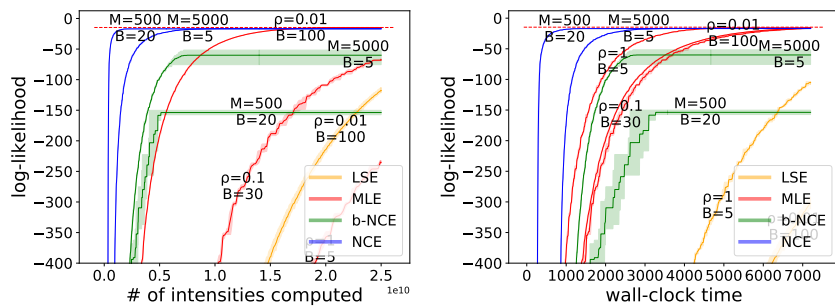 M=500 M=5000 ρ=0.01
B=20 B=5 B=100
M=5000
B=5
M=500
B=20
ρ=0.01
B=100
ρ=0.1
B=30
B=5
LSE
MLE
b-NCE
NCE
0
−50
−100
−150
−200
−250
−300
−350
−400
log-likelihood
0.0 0.5 1.0 1.5 2.0 2.5
1e10
# of intensities computed
M=500 M=5000 ρ=0.01
B=20 B=5 B=100
ρ=1
B=5
M=5000
B=5
ρ=0.1
B=30
M=500
B=20
ρ=1
B=5
ρ=0.01
B=100
LSE
MLE
b-NCE
NCE
0
−50
−100
−150
−200
−250
−300
−350
−400
log-likelihood
0 1000 2000 3000 4000 5000 6000 7000
wall-clock time